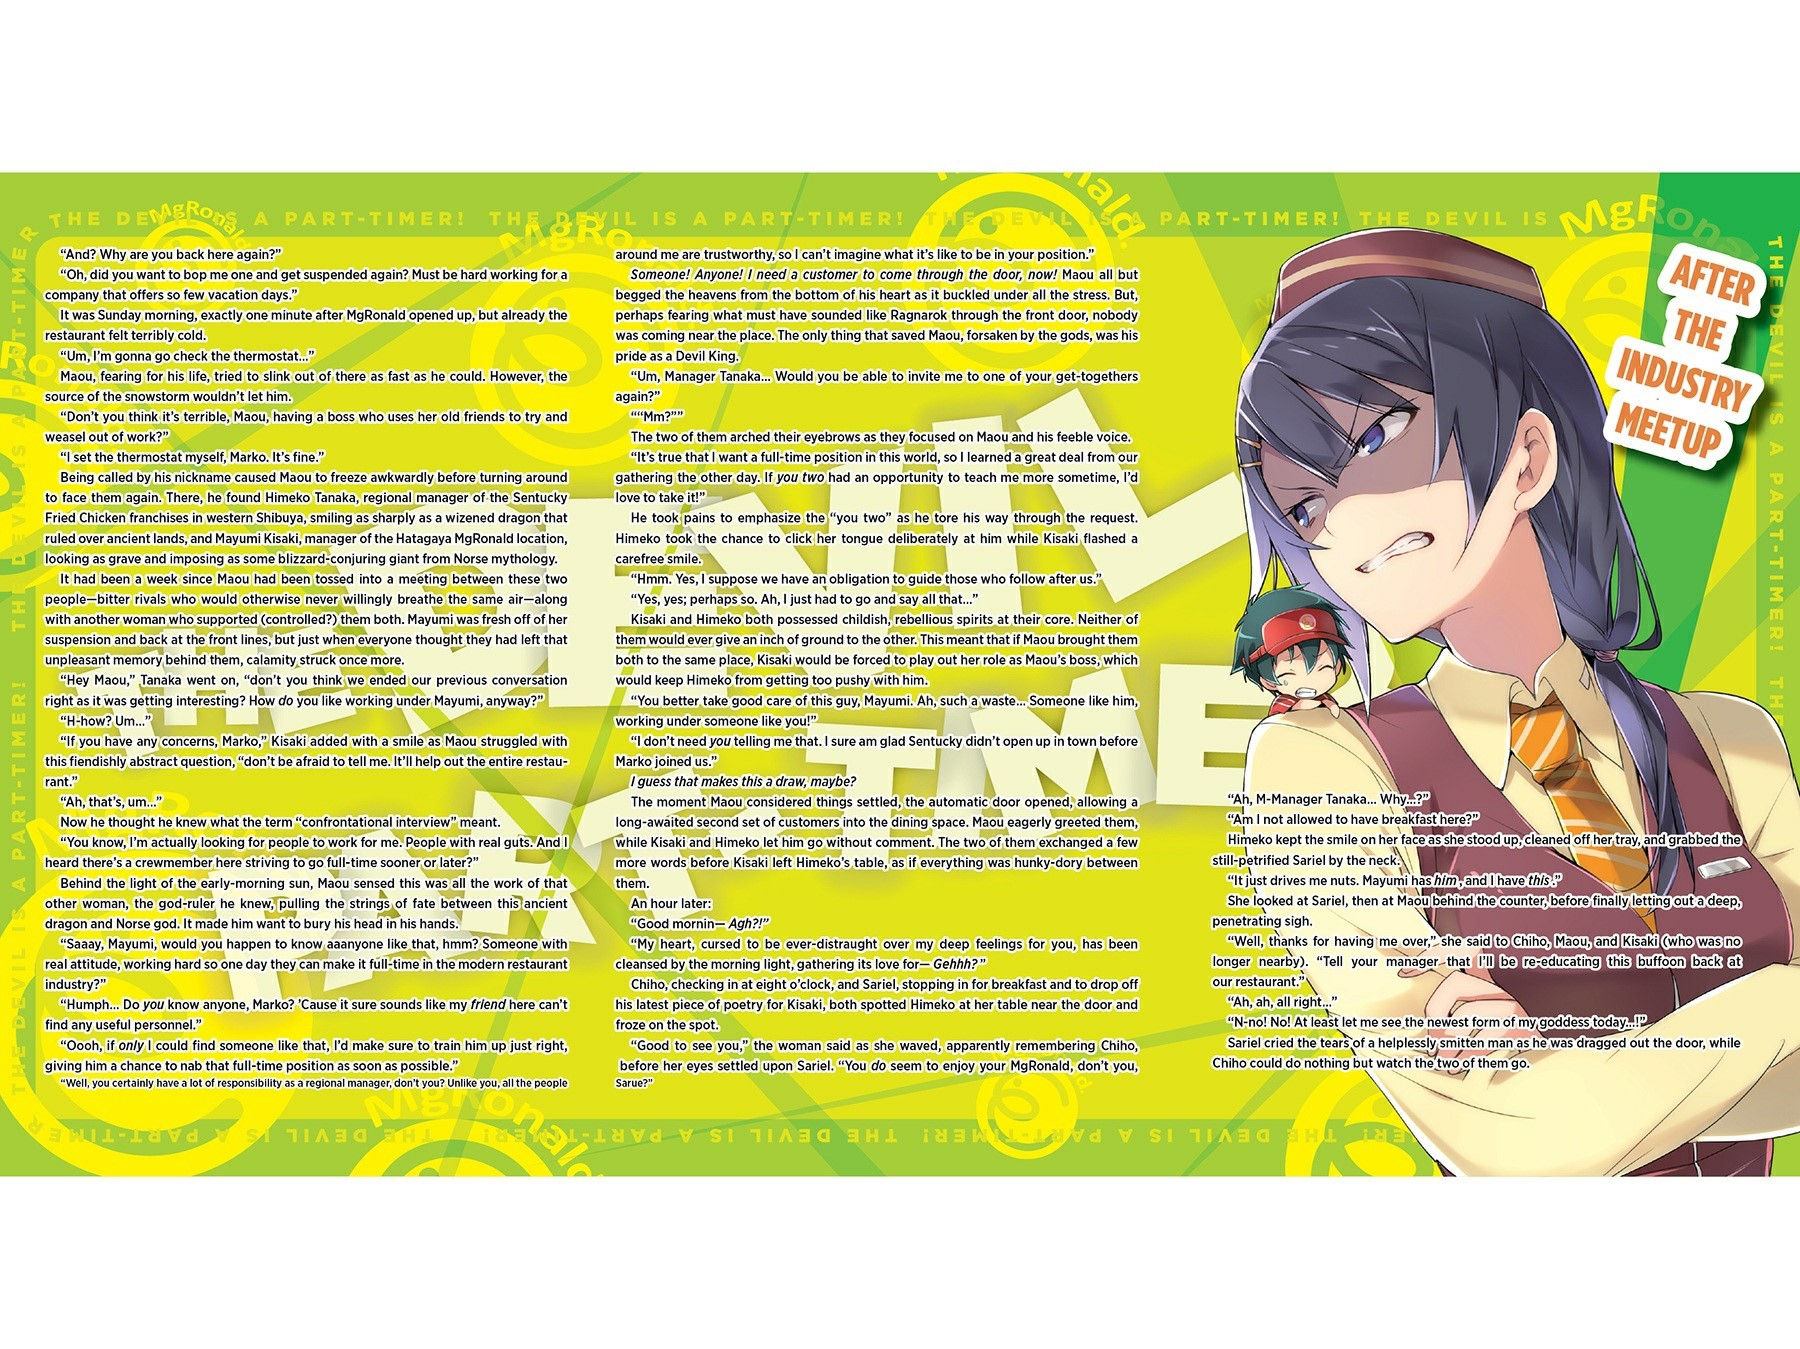 THE DEVIL IS A PART-TIMER! THE DEVIL IS A PART-TIMER! THE DEVIL IS A PART-TIMER! THE DEVIL IS
MgRonald
MgRonald
MgRonald.
MgRonald
AFTER
THE
INDUSTRY
MEETUP
“And? Why are you back here again?”
“Oh, did you want to bop me one and get suspended again? Must be hard working for a
company that offers so few vacation days.”
It was Sunday morning, exactly one minute after MgRonald opened up, but already the
restaurant felt terribly cold.
“Um, I’m gonna go check the thermostat...”
Maou, fearing for his life, tried to slink out of there as fast as he could. However, the
source of the snowstorm wouldn’t let him.
“Don’t you think it’s terrible, Maou, having a boss who uses her old friends to try and
weasel out of work?”
“I set the thermostat myself, Marko. It’s fine.”
Being called by his nickname caused Maou to freeze awkwardly before turning around
to face them again. There, he found Himeko Tanaka, regional manager of the Sentucky
Fried Chicken franchises in western Shibuya, smiling as sharply as a wizened dragon that
ruled over ancient lands, and Mayumi Kisaki, manager of the Hatagaya MgRonald location,
looking as grave and imposing as some blizzard-conjuring giant from Norse mythology.
It had been a week since Maou had been tossed into a meeting between these two
people—bitter rivals who would otherwise never willingly breathe the same air—along
with another woman who supported (controlled?) them both. Mayumi was fresh off of her
suspension and back at the front lines, but just when everyone thought they had left that
unpleasant memory behind them, calamity struck once more.
“Hey Maou,” Tanaka went on, “don’t you think we ended our previous conversation
right as it was getting interesting? How do you like working under Mayumi, anyway?”
“H-how? Um...”
“If you have any concerns, Marko,” Kisaki added with a smile as Maou struggled with
this fiendishly abstract question, “don’t be afraid to tell me. It’ll help out the entire restau-
rant.”
“Ah, that’s, um...”
Now he thought he knew what the term “confrontational interview” meant.
“You know, I’m actually looking for people to work for me. People with real guts. And I
heard there’s a crewmember here striving to go full-time sooner or later?”
Behind the light of the early-morning sun, Maou sensed this was all the work of that
other woman, the god-ruler he knew, pulling the strings of fate between this ancient
dragon and Norse god. It made him want to bury his head in his hands.
“Saaay, Mayumi, would you happen to know aaanyone like that, hmm? Someone with
real attitude, working hard so one day they can make it full-time in the modern restaurant
industry?”
“Humph... Do you know anyone, Marko? ’Cause it sure sounds like my friend here can’t
find any useful personnel.”
“Oooh, if only I could find someone like that, I’d make sure to train him up just right,
giving him a chance to nab that full-time position as soon as possible.”
“Well, you certainly have a lot of responsibility as a regional manager, don’t you? Unlike you, all the people
around me are trustworthy, so I can’t imagine what it’s like to be in your position.”
Someone! Anyone! I need a customer to come through the door, now! Maou all but
begged the heavens from the bottom of his heart as it buckled under all the stress. But,
perhaps fearing what must have sounded like Ragnarok through the front door, nobody
was coming near the place. The only thing that saved Maou, forsaken by the gods, was his
pride as a Devil King.
“Um, Manager Tanaka... Would you be able to invite me to one of your get-togethers
again?”
““Mm?””
The two of them arched their eyebrows as they focused on Maou and his feeble voice.
“It’s true that I want a full-time position in this world, so I learned a great deal from our
gathering the other day. If you two had an opportunity to teach me more sometime, I’d
love to take it!”
He took pains to emphasize the “you two” as he tore his way through the request.
Himeko took the chance to click her tongue deliberately at him while Kisaki flashed a
carefree smile.
“Hmm. Yes, I suppose we have an obligation to guide those who follow after us.”
“Yes, yes; perhaps so. Ah, I just had to go and say all that...”
Kisaki and Himeko both possessed childish, rebellious spirits at their core. Neither of
them would ever give an inch of ground to the other. This meant that if Maou brought them
both to the same place, Kisaki would be forced to play out her role as Maou’s boss, which
would keep Himeko from getting too pushy with him.
“You better take good care of this guy, Mayumi. Ah, such a waste... Someone like him,
working under someone like you!”
“I don’t need you telling me that. I sure am glad Sentucky didn’t open up in town before
Marko joined us.”
I guess that makes this a draw, maybe?
The moment Maou considered things settled, the automatic door opened, allowing a
long-awaited second set of customers into the dining space. Maou eagerly greeted them,
while Kisaki and Himeko let him go without comment. The two of them exchanged a few
more words before Kisaki left Himeko’s table, as if everything was hunky-dory between
them.
An hour later:
“Good mornin— Agh?!”
“My heart, cursed to be ever-distraught over my deep feelings for you, has been
cleansed by the morning light, gathering its love for— Gehhh?”
Chiho, checking in at eight o’clock, and Sariel, stopping in for breakfast and to drop off
his latest piece of poetry for Kisaki, both spotted Himeko at her table near the door and
froze on the spot.
“Good to see you,” the woman said as she waved, apparently remembering Chiho,
before her eyes settled upon Sariel. “You do seem to enjoy your MgRonald, don’t you,
Sarue?”
“Ah, M-Manager Tanaka... Why...?”
“Am I not allowed to have breakfast here?”
Himeko kept the smile on her face as she stood up, cleaned off her tray, and grabbed the
still-petrified Sariel by the neck.
“It just drives me nuts. Mayumi has him, and I have this.”
She looked at Sariel, then at Maou behind the counter, before finally letting out a deep,
penetrating sigh.
“Well, thanks for having me over,” she said to Chiho, Maou, and Kisaki (who was no
longer nearby). “Tell your manager that I’ll be re-educating this buffoon back at
our restaurant.”
“Ah, ah, all right...”
“N-no! No! At least let me see the newest form of my goddess today...!”
Sariel cried the tears of a helplessly smitten man as he was dragged out the door, while
Chiho could do nothing but watch the two of them go.
THE DEVIL IS A PART-TIMER! THE
THE DEVIL IS A PART-TIMER! THE DEVIL IS A PART-TIMER
THE DEVIL IS A PART-TIMER! THE DEVIL IS A PART-TIMER! THE DEVIL IS A PART-TIMER
THE DEVIL IS A PART-TIMER
MgRonald.